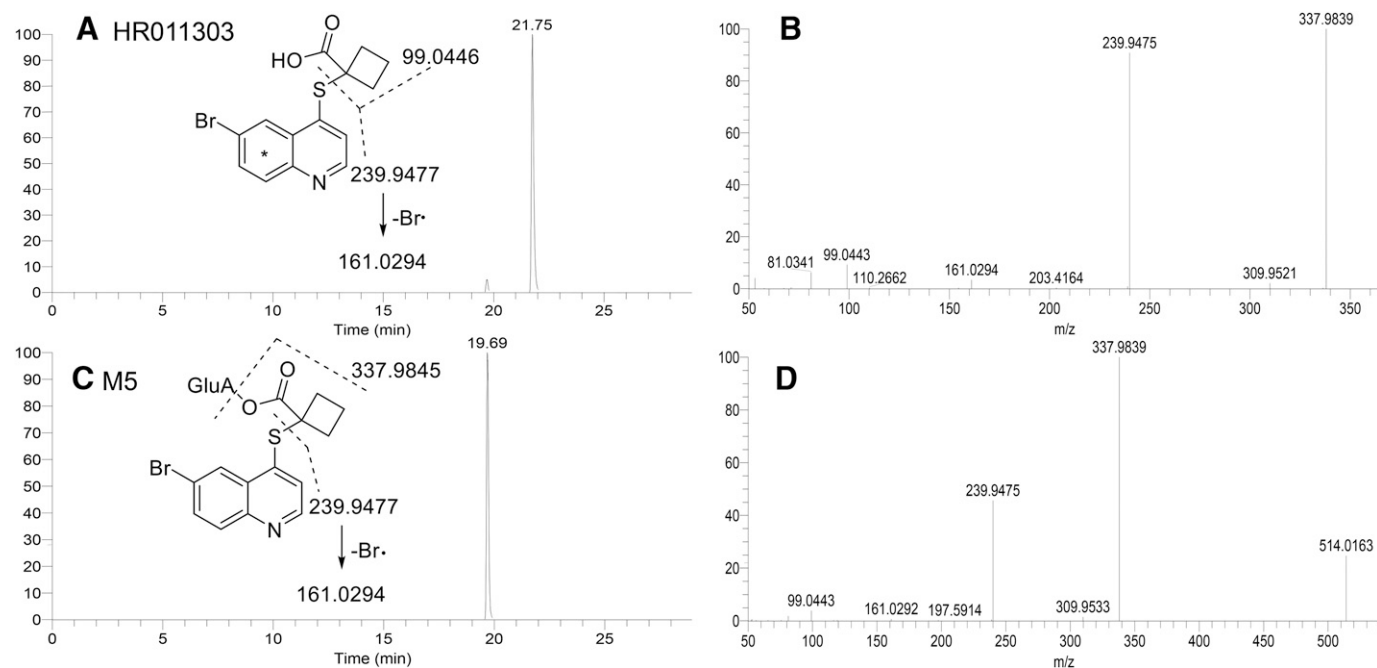 A HR011303
21.75
O
HO
99.0446
S
Br
*
N
239.9477
-Br•
161.0294
100
90
80
70
60
50
40
30
20
10
0
0 5 10 15 20 25
Time (min)
B
337.9839
239.9475
81.0341
99.0443
110.2662
161.0294
203.4164
309.9521
100
80
60
40
20
0
50 100 150 200 250 300 350
m/z
C M5
19.69
337.9845
GluA
O
O
S
Br
N
239.9477
-Br•
161.0294
100
90
80
70
60
50
40
30
20
10
0
0 5 10 15 20 25
Time (min)
D
337.9839
239.9475
514.0163
99.0443
161.0292
197.5914
309.9533
100
80
60
40
20
0
50 100 150 200 250 300 350 400 450 500
m/z